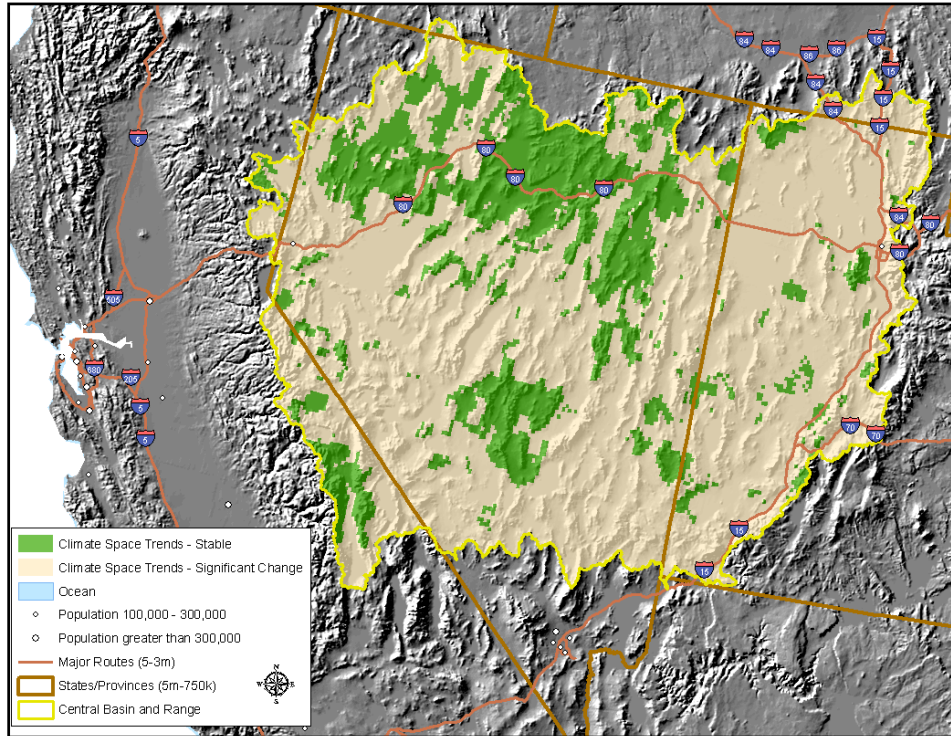 84
84
86
86
15
15
84
84
15
15
5
80
80
80
80
84
80
80
505
680
205
5
5
70
70
15
15
Climate Space Trends - Stable
Climate Space Trends - Significant Change
Ocean
Population 100,000 - 300,000
Population greater than 300,000
Major Routes (5-3m)
States/Provinces (5m-750k)
Central Basin and Range
N
W E
S